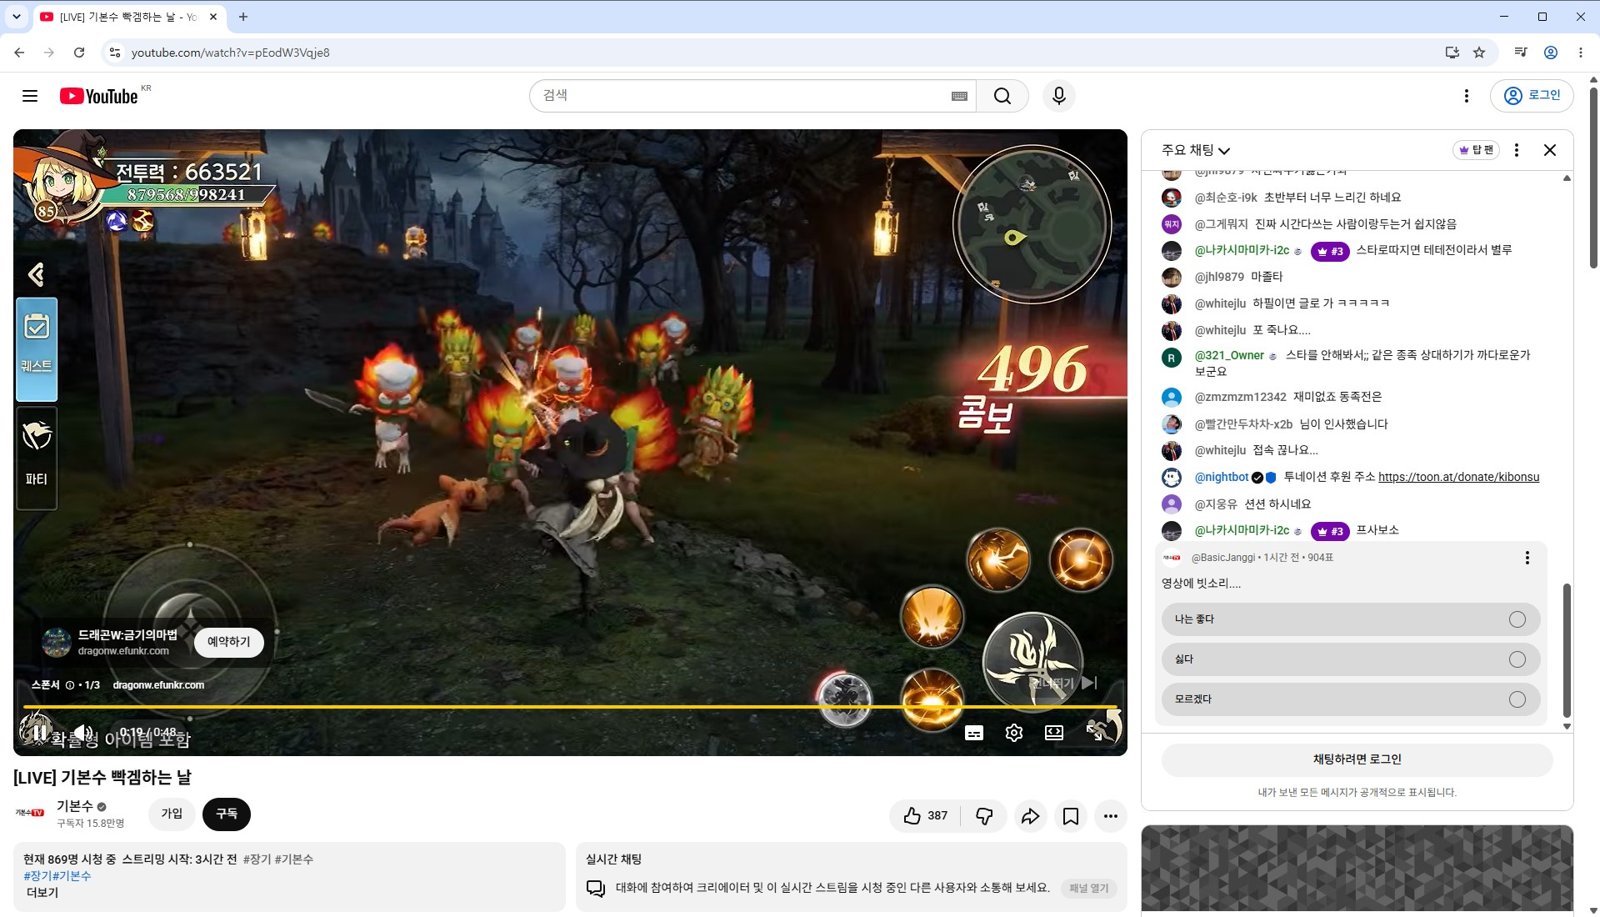 [LIVE] 기본수 빡겜하는 날 - Yo
youtube.com/watch?v=pEodW3Vqje8
YouTube KR
검색
로그인
전투력 : 663521
879568/998241
85
퀘스트
파티
496
콤보
드래곤W:금기의마법
dragonw.efunkr.com
예약하기
스폰서 • 1/3 dragonw.efunkr.com
건너뛰기
0:19 / 0:48
확률형 아이템 포함
[LIVE] 기본수 빡겜하는 날
기본수TV
기본수
구독자 15.8만명
가입
구독
387
현재 869명 시청 중 스트리밍 시작: 3시간 전 #장기 #기본수
#장기#기본수
더보기
실시간 채팅
대화에 참여하여 크리에이터 및 이 실시간 스트림을 시청 중인 다른 사용자와 소통해 보세요.
패널 열기
주요 채팅
탑 팬
@jhl9879
@최순호-i9k 초반부터 너무 느리긴 하네요
뭐지 @그게뭐지 진짜 시간다쓰는 사람이랑두는거 쉽지않음
@나카시마미카-i2c #3 스타로따지면 테테전이라서 별루
@jhl9879 마졸타
@whitejlu 하필이면 글로 가 ㅋㅋㅋㅋㅋ
@whitejlu 포 죽나요....
R @321_Owner 스타를 안해봐서;; 같은 종족 상대하기가 까다로운가
보군요
@zmzmzm12342 재미없죠 동족전은
@빨간만두차차-x2b 님이 인사했습니다
@whitejlu 접속 끊나요...
@nightbot 투네이션 후원 주소 https://toon.at/donate/kibonsu
@지웅유 션션 하시네요
@나카시마미카-i2c #3 프사보소
@BasicJanggi • 1시간 전 • 904표
영상에 빗소리....
나는 좋다
싫다
모르겠다
채팅하려면 로그인
내가 보낸 모든 메시지가 공개적으로 표시됩니다.